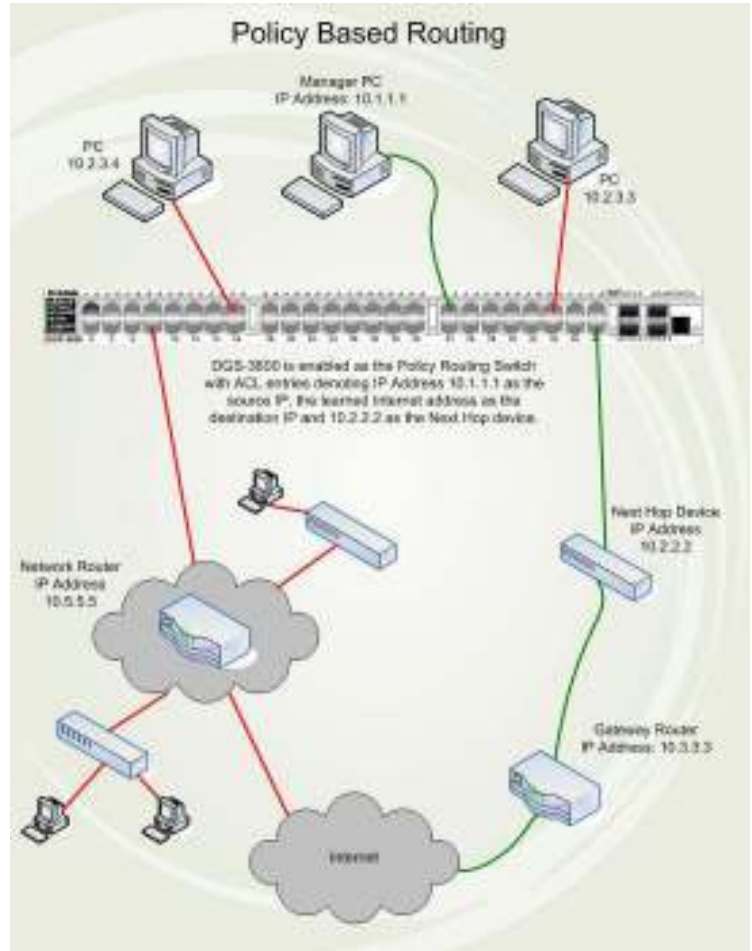 Policy Based Routing
Manager PC
IP Address: 10.1.1.1
PC
10.2.3.4
PC
10.2.3.3
DGS-3600 is enabled as the Policy Routing Switch
with ACL entries denoting IP Address 10.1.1.1 as the
source IP, the learned Internet address as the
destination IP and 10.2.2.2 as the Next Hop device.
Next Hop Device
IP Address
10.2.2.2
Network Router
IP Address
10.5.5.5
Gateway Router
IP Address: 10.3.3.3
Internet